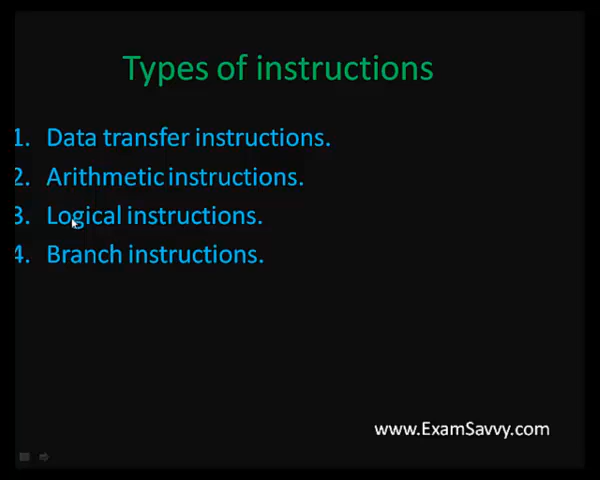 Types of instructions
1. Data transfer instructions.
2. Arithmetic instructions.
3. Logical instructions.
4. Branch instructions.
www.ExamSavvy.com